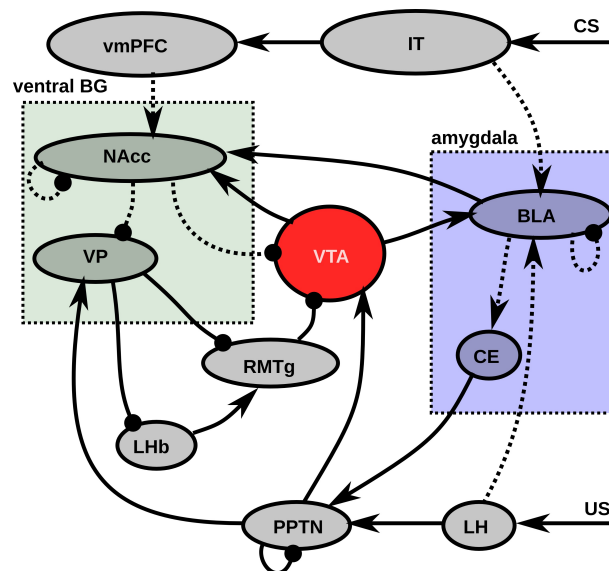 CS
vmPFC
IT
ventral BG
amygdala
NAcc
BLA
VP
VTA
CE
RMTg
LHb
US
PPTN
LH